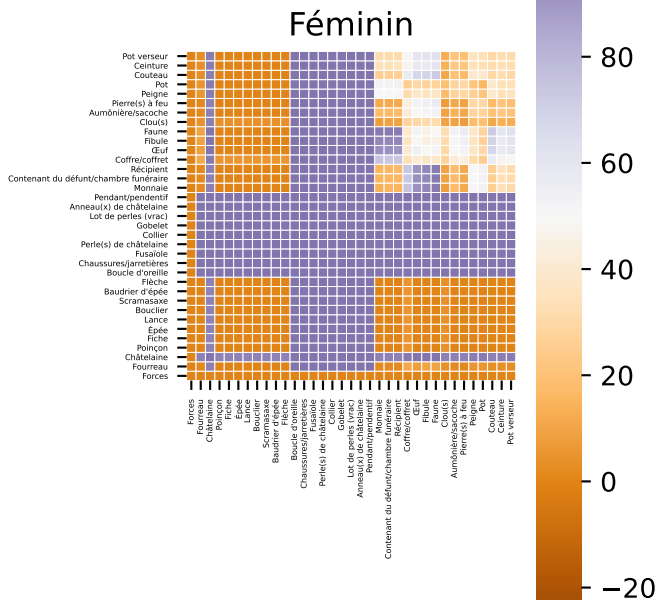 Féminin
Pot verseur
Ceinture
Couteau
Pot
Peigne
Pierre(s) à feu
Aumônière/sacoche
Clou(s)
Faune
Fibule
Œuf
Coffre/coffret
Récipient
Contenant du défunt/chambre funéraire
Monnaie
Pendant/pendentif
Anneau(x) de châtelaine
Lot de perles (vrac)
Gobelet
Collier
Perle(s) de châtelaine
Fusaïole
Chaussures/jarretières
Boucle d'oreille
Flèche
Baudrier d'épée
Scramasaxe
Bouclier
Lance
Épée
Fiche
Poinçon
Châtelaine
Fourreau
Forces
Forces
Fourreau
Châtelaine
Poinçon
Fiche
Épée
Lance
Bouclier
Scramasaxe
Baudrier d'épée
Flèche
Boucle d'oreille
Chaussures/jarretières
Fusaïole
Perle(s) de châtelaine
Collier
Gobelet
Lot de perles (vrac)
Anneau(x) de châtelaine
Pendant/pendentif
Monnaie
Contenant du défunt/chambre funéraire
Récipient
Coffre/coffret
Œuf
Fibule
Faune
Clou(s)
Aumônière/sacoche
Pierre(s) à feu
Peigne
Pot
Couteau
Ceinture
Pot verseur
80
60
40
20
0
−20